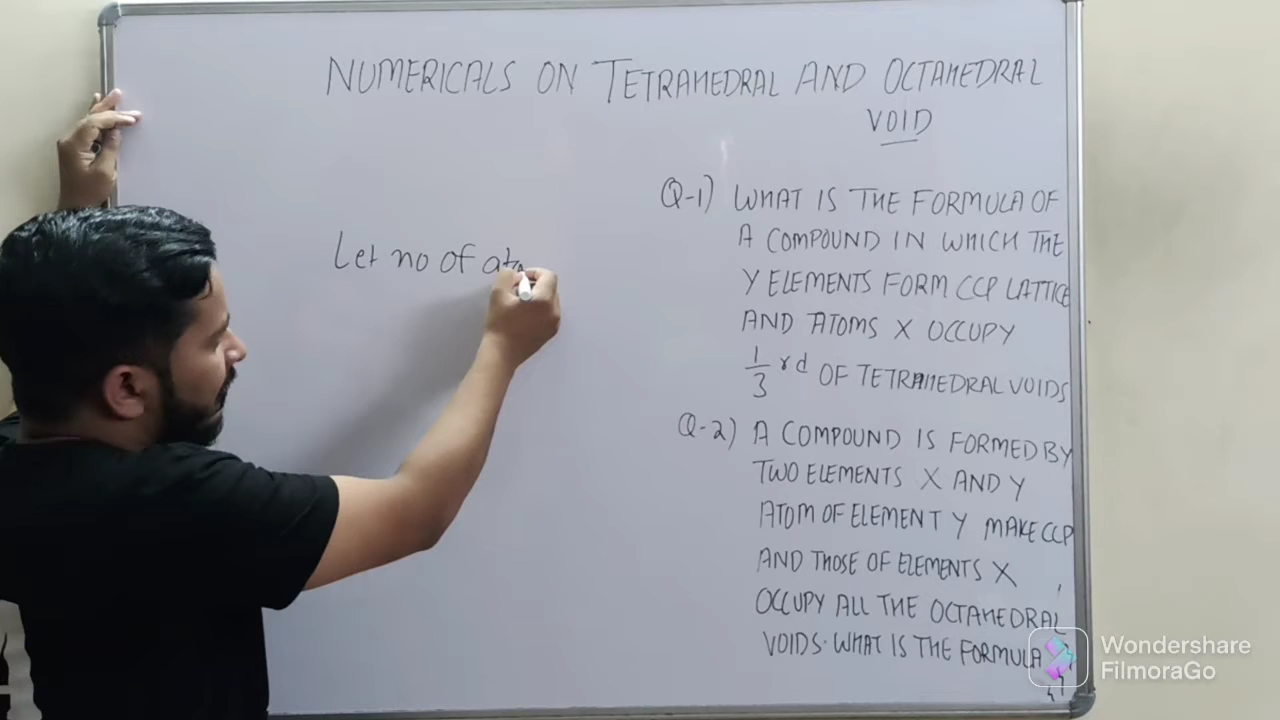 NUMERICALS ON TETRAHEDRAL AND OCTAHEDRAL
VOID
Let no of ato
Q-1) WHAT IS THE FORMULA OF
A COMPOUND IN WHICH THE
Y ELEMENTS FORM CCP LATTICE
AND ATOMS X OCCUPY
1/3 rd OF TETRAHEDRAL VOIDS
Q-2) A COMPOUND IS FORMED BY
TWO ELEMENTS X AND Y
ATOM OF ELEMENT Y MAKE CCP
AND THOSE OF ELEMENTS X
OCCUPY ALL THE OCTAHEDRAL
VOIDS. WHAT IS THE FORMULA
Wondershare
FilmoraGo